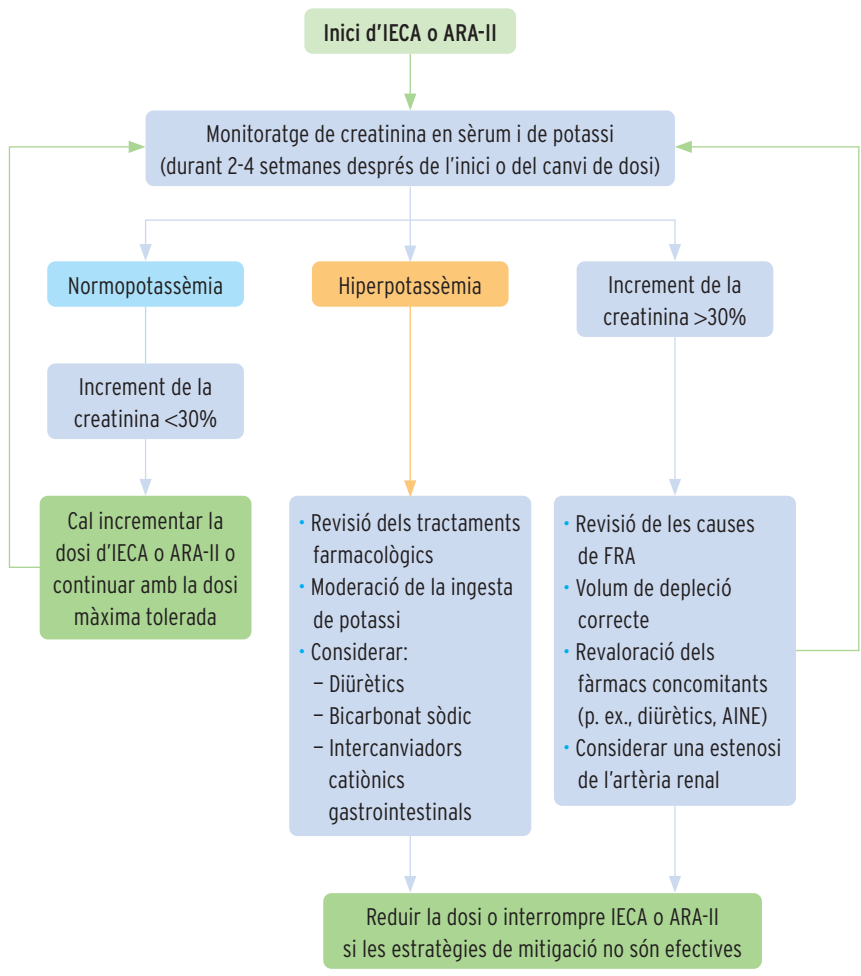 Inici d'IECA o ARA-II
Monitoratge de creatinina en sèrum i de potassi
(durant 2-4 setmanes després de l'inici o del canvi de dosi)
Normopotassèmia
Increment de la
creatinina <30%
Cal incrementar la
dosi d'IECA o ARA-II o
continuar amb la dosi
màxima tolerada
Hiperpotassèmia
• Revisió dels tractaments
farmacològics
• Moderació de la ingesta
de potassi
• Considerar:
– Diürètics
– Bicarbonat sòdic
– Intercanviadors
catiònics
gastrointestinals
Increment de la
creatinina >30%
• Revisió de les causes
de FRA
• Volum de depleció
correcte
• Revaloració dels
fàrmacs concomitants
(p. ex., diürètics, AINE)
• Considerar una estenosi
de l'artèria renal
Reduir la dosi o interrompre IECA o ARA-II
si les estratègies de mitigació no són efectives